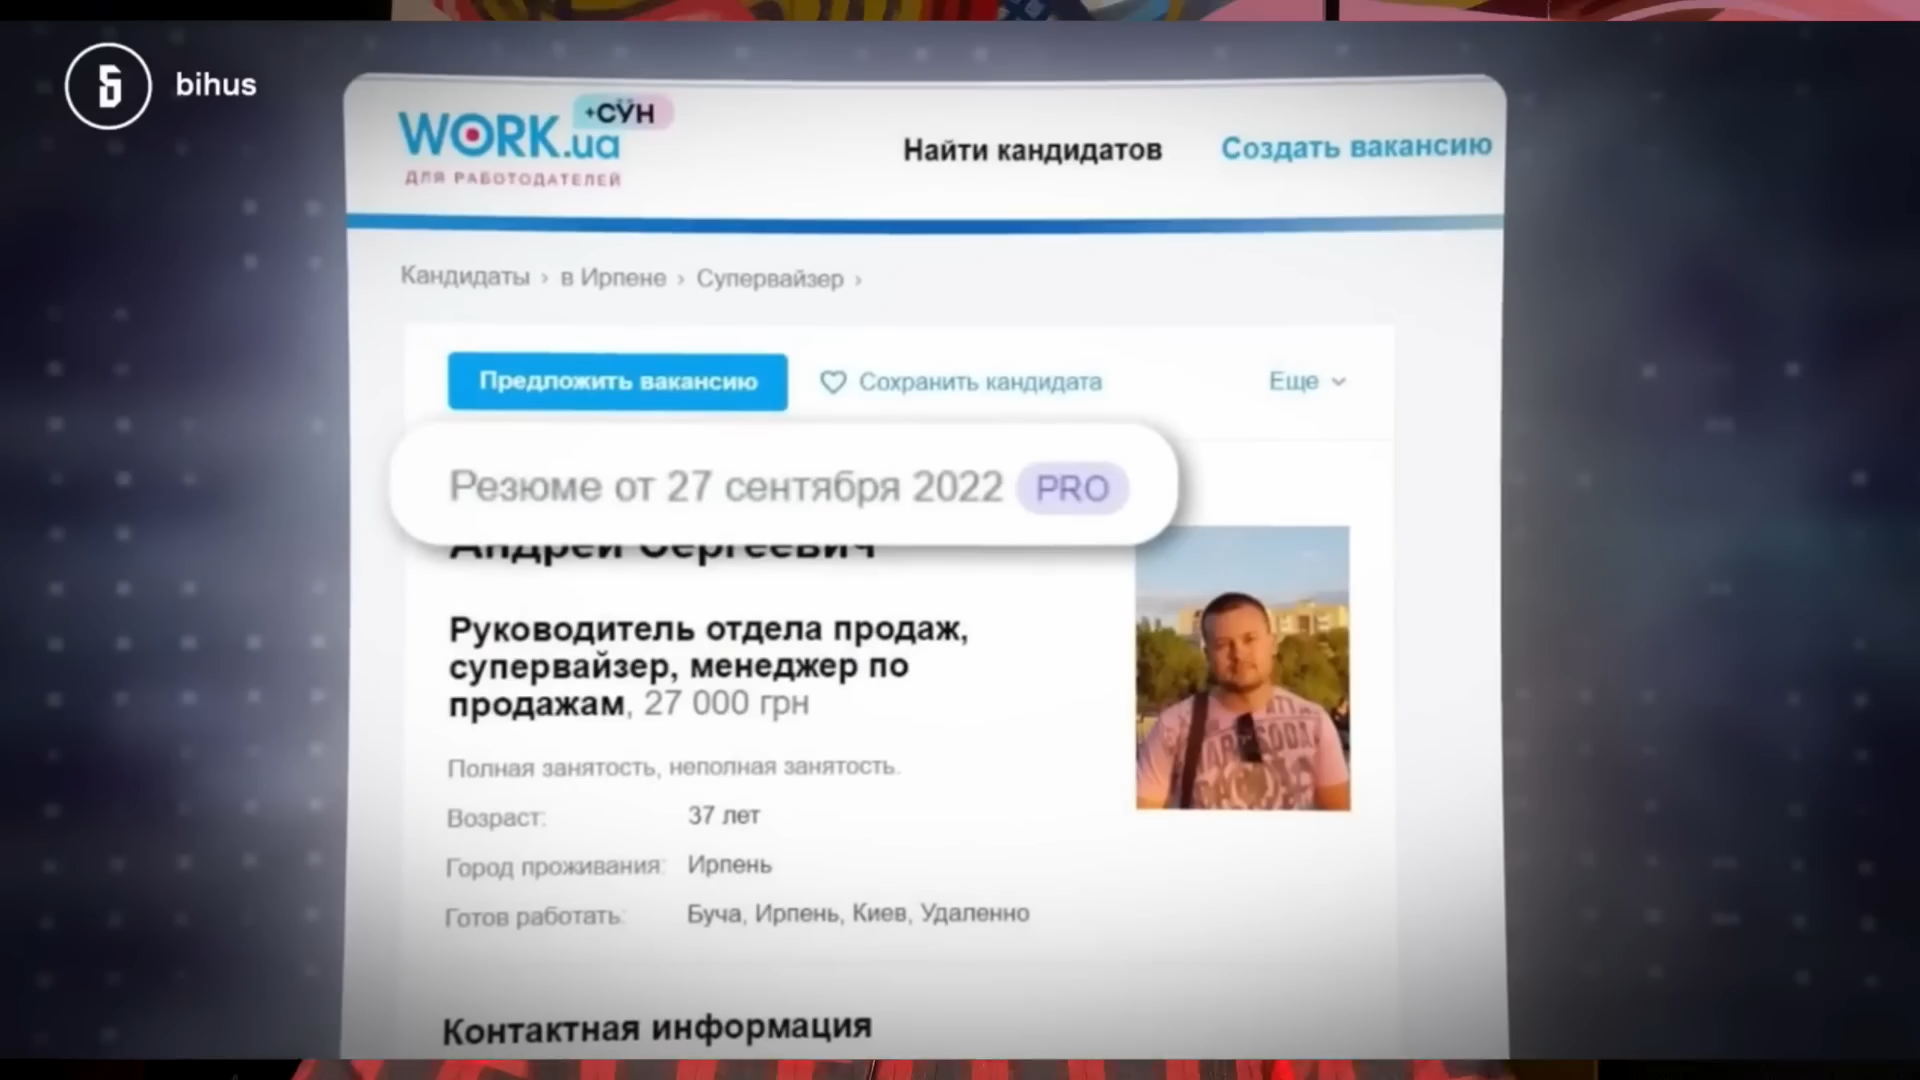 bihus
WORK.ua
+СҮН
ДЛЯ РАБОТОДАТЕЛЕЙ
Найти кандидатов
Создать вакансию
Кандидаты › в Ирпене › Супервайзер ›
Предложить вакансию
Сохранить кандидата
Еще
Резюме от 27 сентября 2022 PRO
Андрей Сергеевич
Руководитель отдела продаж,
супервайзер, менеджер по
продажам, 27 000 грн
Полная занятость, неполная занятость.
Возраст: 37 лет
Город проживания: Ирпень
Готов работать: Буча, Ирпень, Киев, Удаленно
Контактная информация